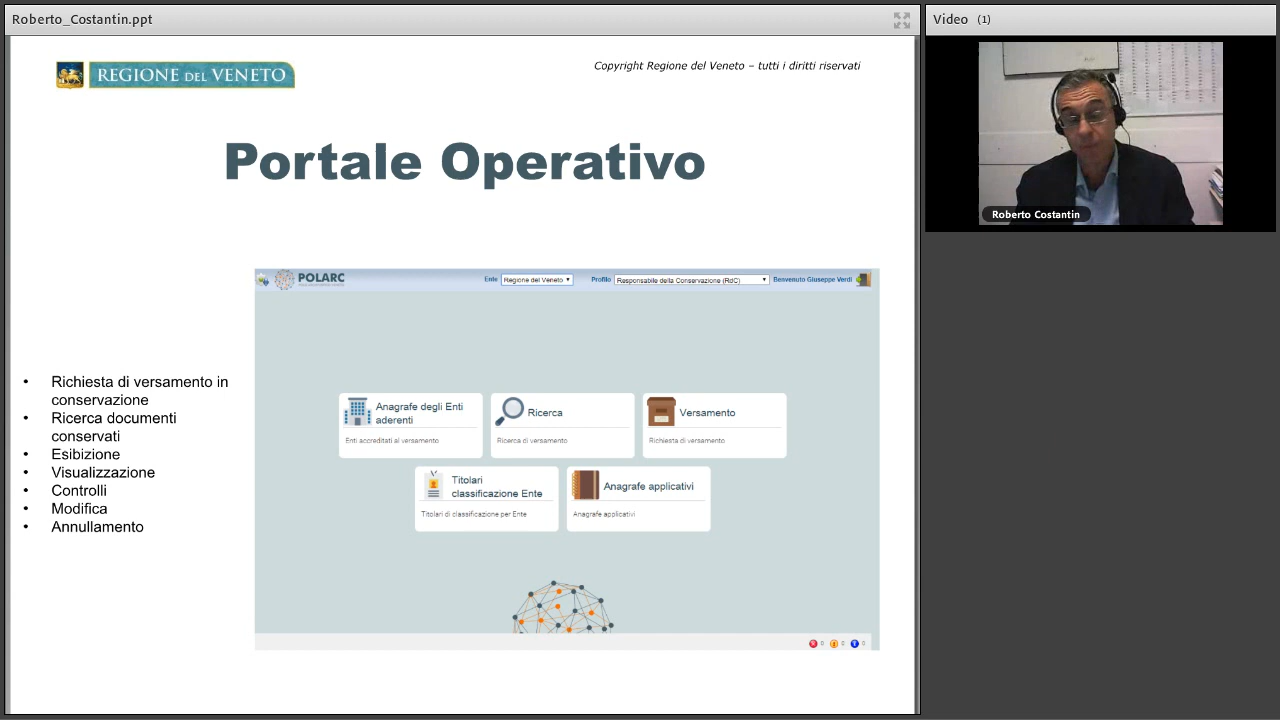 Roberto_Costantin.ppt
Video (1)
REGIONE DEL VENETO
Copyright Regione del Veneto – tutti i diritti riservati
Roberto Costantin
Portale Operativo
POLARC
Ente
Regione del Veneto
Profilo
Responsabile della Conservazione (RdC)
Benvenuto Giuseppe Verdi
• Richiesta di versamento in
conservazione
• Ricerca documenti
conservati
• Esibizione
• Visualizzazione
• Controlli
• Modifica
• Annullamento
Anagrafe degli Enti
aderenti
Enti accreditati al versamento
Ricerca
Ricerca di versamento
Versamento
Richiesta di versamento
Titolari
classificazione Ente
Titolari di classificazione per Ente
Anagrafe applicativi
Anagrafe applicativi
0 0 0